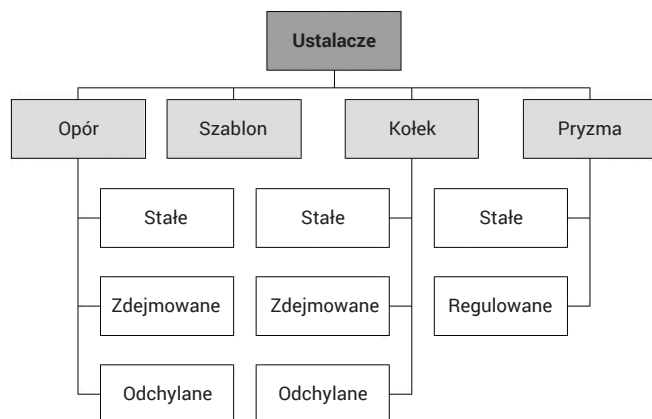 Ustalacze
Opór
Szablon
Kołek
Pryzma
Stałe
Stałe
Stałe
Zdejmowane
Zdejmowane
Regulowane
Odchylane
Odchylane